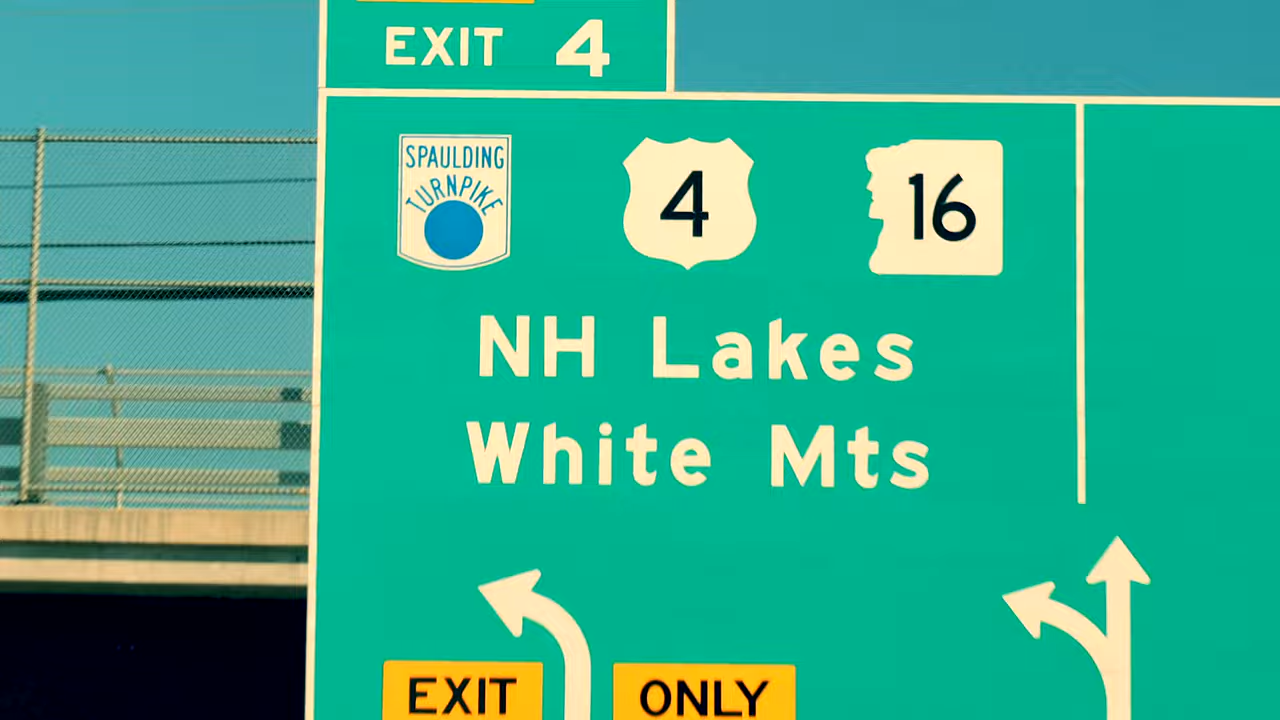 EXIT 4
SPAULDING
TURNPIKE
4
16
NH Lakes
White Mts
EXIT ONLY